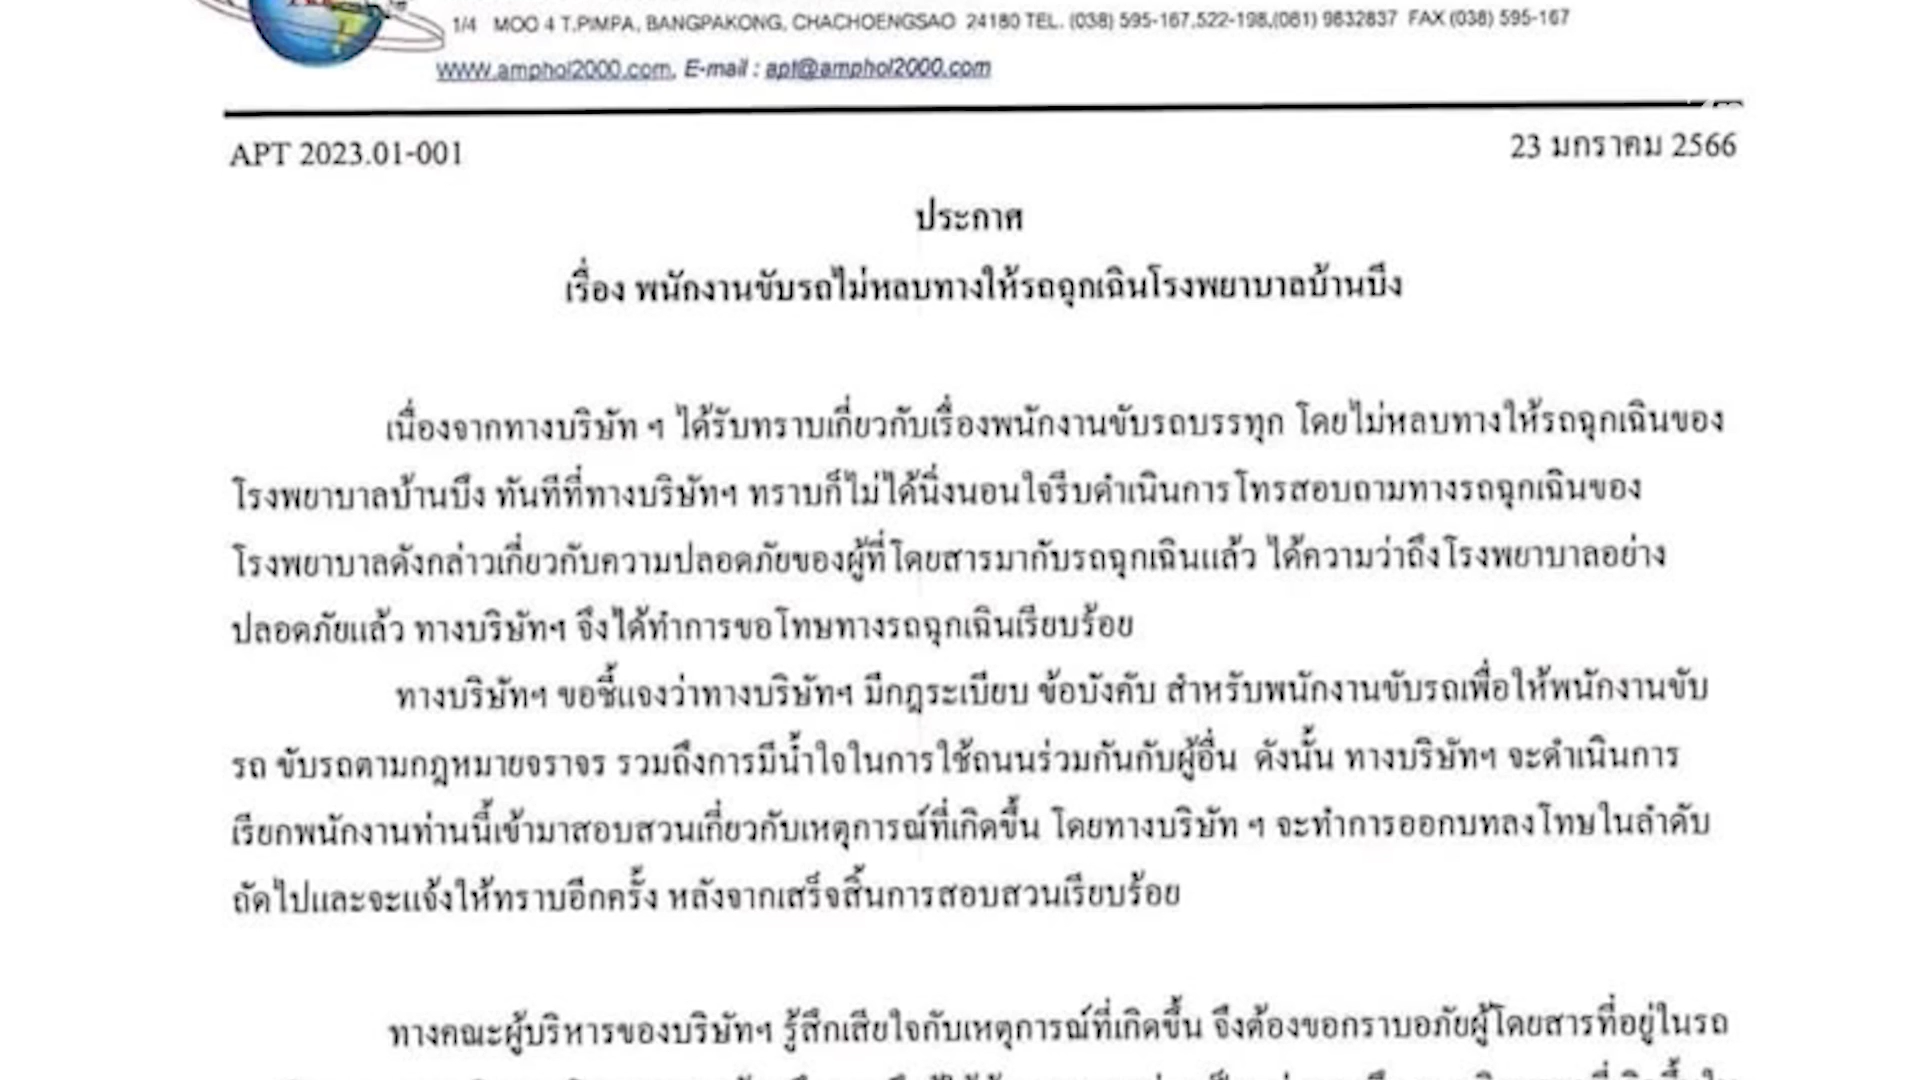 1/4 MOO 4 T.PIMPA, BANGPAKONG, CHACHOENGSAO 24180 TEL. (038) 595-167,522-198,(081) 9832837 FAX (038) 595-167
www.amphol2000.com, E-mail : apt@amphol2000.com
APT 2023.01-001
23 มกราคม 2566
ประกาศ
เรื่อง พนักงานขับรถไม่หลบทางให้รถฉุกเฉินโรงพยาบาลบ้านบึง
เนื่องจากทางบริษัท ฯ ได้รับทราบเกี่ยวกับเรื่องพนักงานขับรถบรรทุก โดยไม่หลบทางให้รถฉุกเฉินของ
โรงพยาบาลบ้านบึง ทันทีที่ทางบริษัทฯ ทราบก็ไม่ได้นิ่งนอนใจรีบดำเนินการโทรสอบถามทางรถฉุกเฉินของ
โรงพยาบาลดังกล่าวเกี่ยวกับความปลอดภัยของผู้ที่โดยสารมากับรถฉุกเฉินแล้ว ได้ความว่าถึงโรงพยาบาลอย่าง
ปลอดภัยแล้ว ทางบริษัทฯ จึงได้ทำการขอโทษทางรถฉุกเฉินเรียบร้อย
ทางบริษัทฯ ขอชี้แจงว่าทางบริษัทฯ มีกฎระเบียบ ข้อบังคับ สำหรับพนักงานขับรถเพื่อให้พนักงานขับ
รถ ขับรถตามกฎหมายจราจร รวมถึงการมีน้ำใจในการใช้ถนนร่วมกันกับผู้อื่น ดังนั้น ทางบริษัทฯ จะดำเนินการ
เรียกพนักงานท่านนี้เข้ามาสอบสวนเกี่ยวกับเหตุการณ์ที่เกิดขึ้น โดยทางบริษัท ฯ จะทำการออกบทลงโทษในลำดับ
ถัดไปและจะแจ้งให้ทราบอีกครั้ง หลังจากเสร็จสิ้นการสอบสวนเรียบร้อย
ทางคณะผู้บริหารของบริษัทฯ รู้สึกเสียใจกับเหตุการณ์ที่เกิดขึ้น จึงต้องขอกราบอภัยผู้โดยสารที่อยู่ในรถ